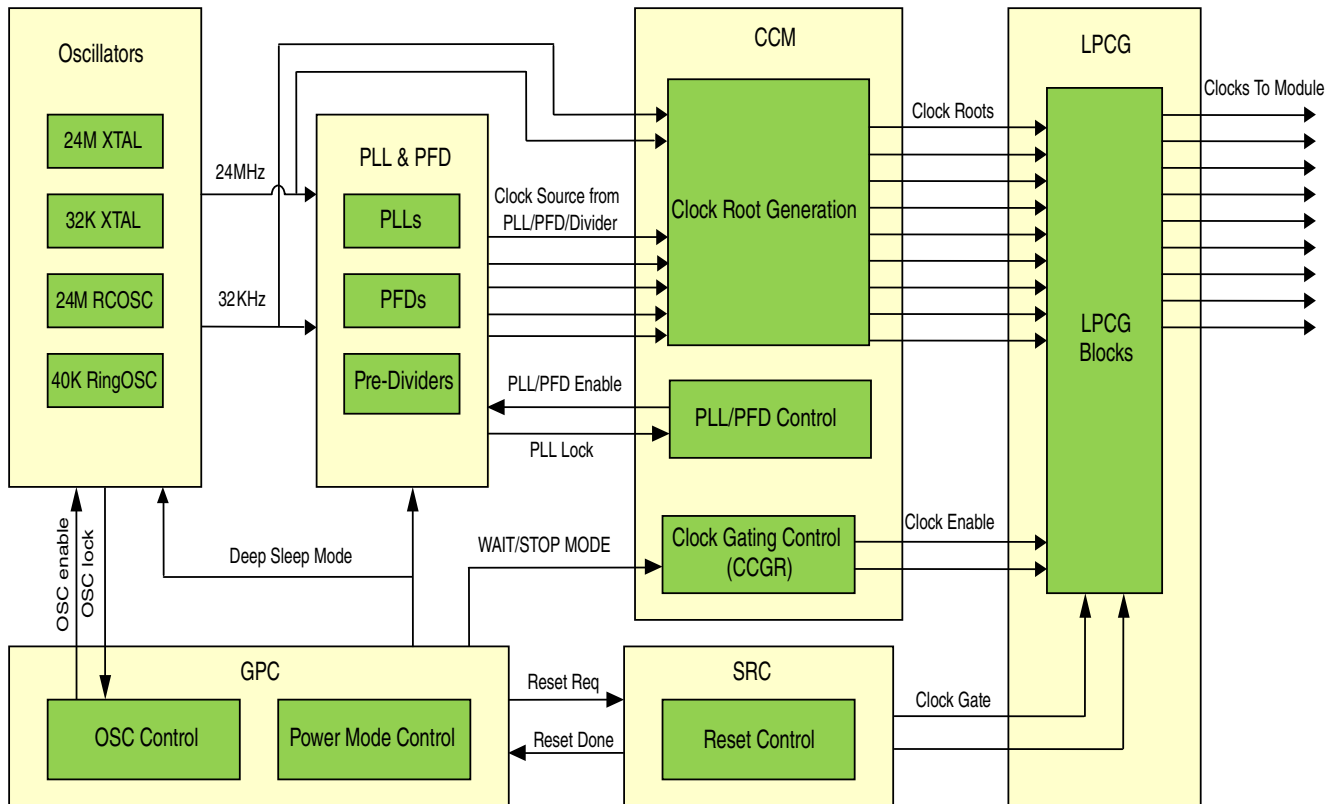 Oscillators
24M XTAL
32K XTAL
24M RCOSC
40K RingOSC
24MHz
32KHz
PLL & PFD
PLLs
PFDs
Pre-Dividers
Clock Source from
PLL/PFD/Divider
PLL/PFD Enable
PLL Lock
CCM
Clock Root Generation
PLL/PFD Control
Clock Gating Control
(CCGR)
Clock Roots
Clock Enable
LPCG
LPCG
Blocks
Clocks To Module
OSC enable
OSC lock
Deep Sleep Mode
WAIT/STOP MODE
GPC
OSC Control
Power Mode Control
Reset Req
Reset Done
SRC
Reset Control
Clock Gate